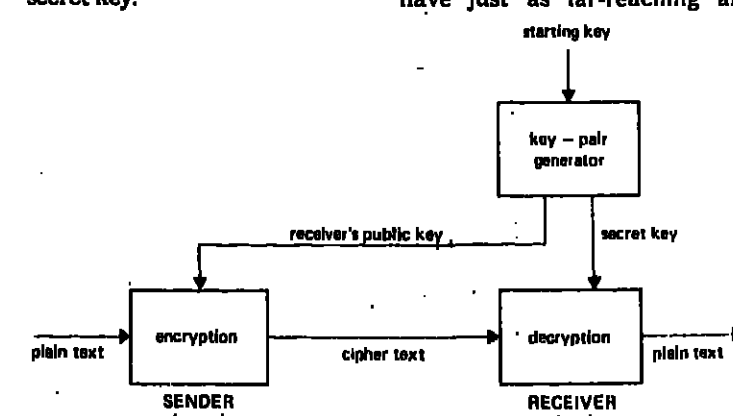 secret key.
have just as far-reaching
starting key
key – pair
generator
receiver's public key
secret key
encryption
decryption
plain text
cipher text
plain text
SENDER
RECEIVER